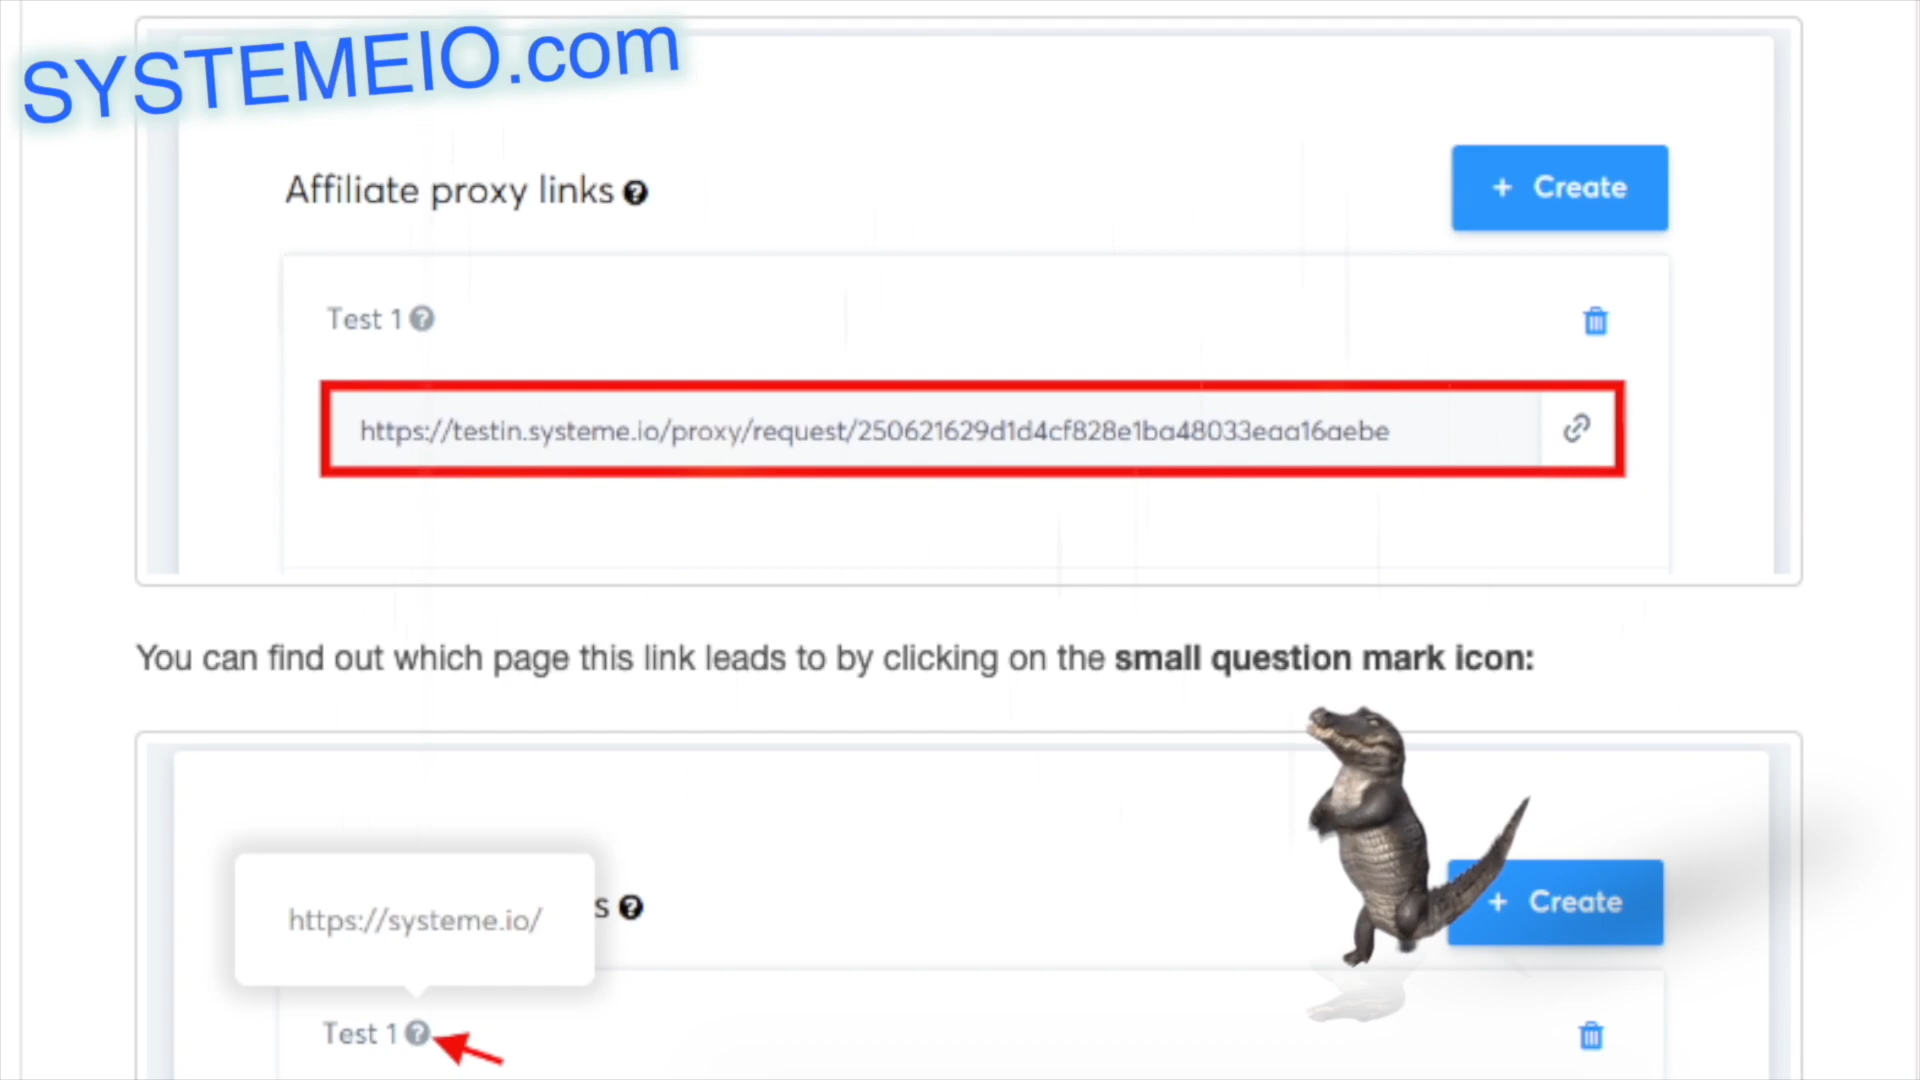 SYSTEMEIO.com
Affiliate proxy links ?
+ Create
Test 1 ?
https://testin.systeme.io/proxy/request/250621629d1d4cf828e1ba48033eaa16aebe
You can find out which page this link leads to by clicking on the small question mark icon:
https://systeme.io/
s ?
+ Create
Test 1 ?